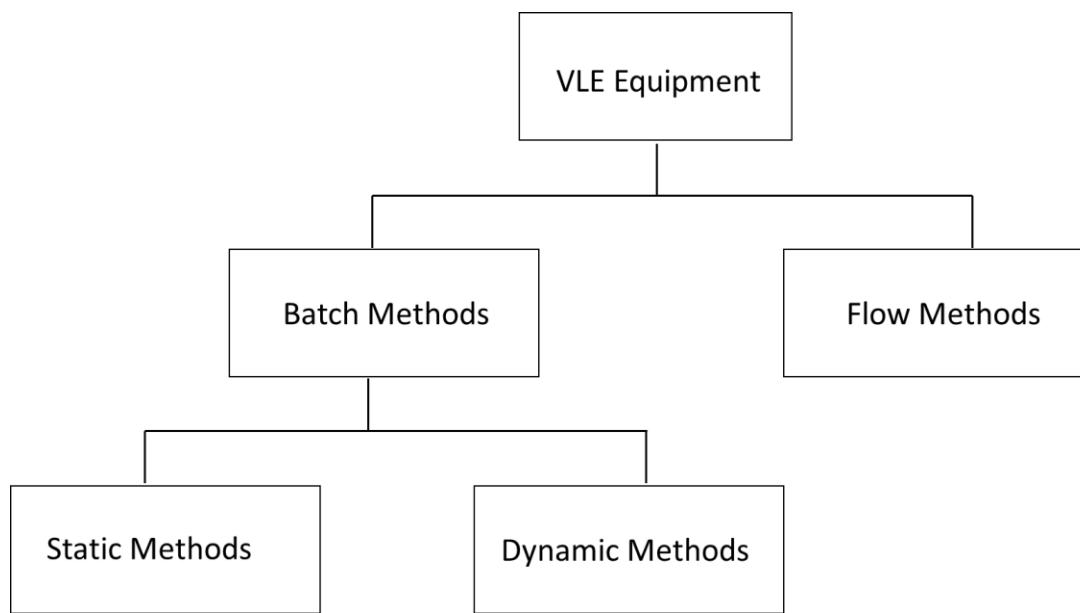 VLE Equipment
Batch Methods
Flow Methods
Static Methods
Dynamic Methods